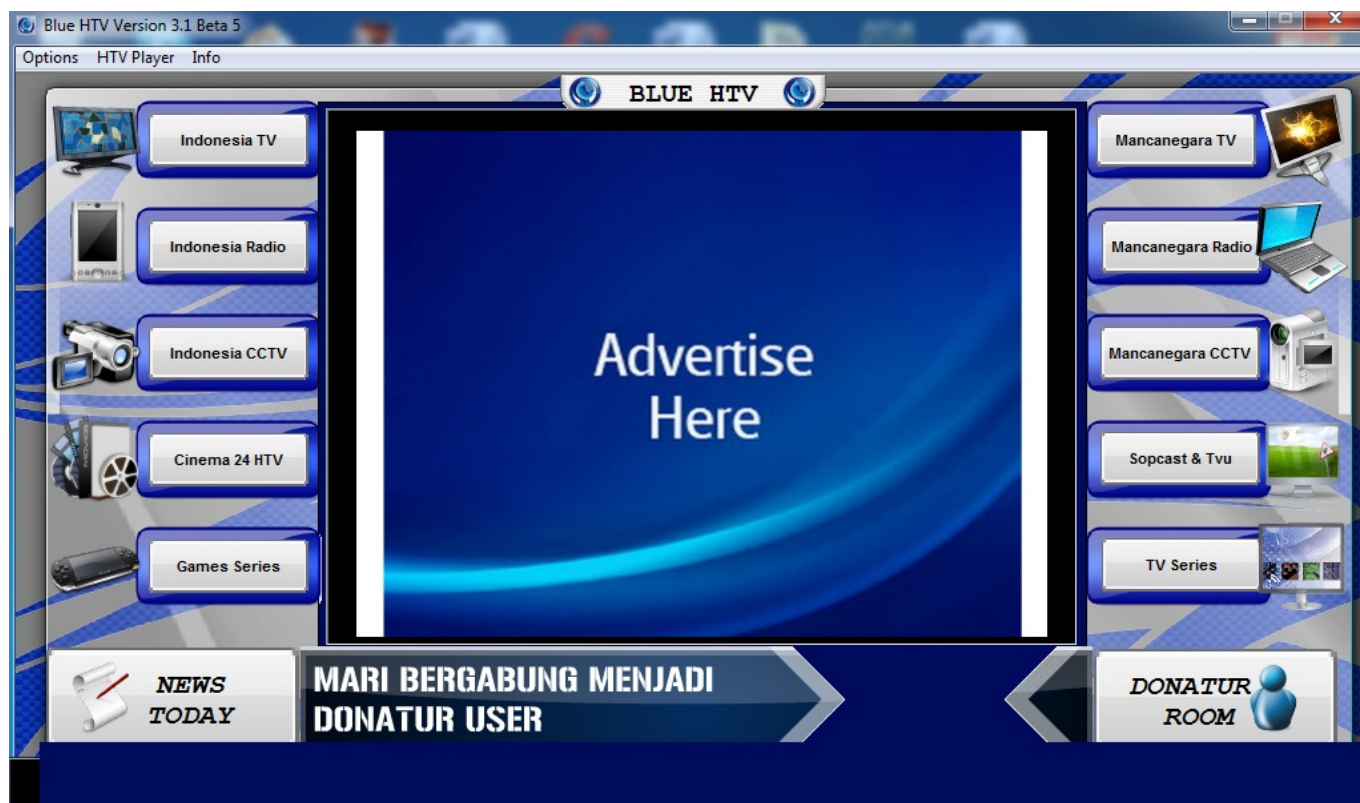 Blue HTV Version 3.1 Beta 5
Options HTV Player Info
BLUE HTV
Indonesia TV
Indonesia Radio
Indonesia CCTV
Cinema 24 HTV
Games Series
Advertise
Here
Mancanegara TV
Mancanegara Radio
Mancanegara CCTV
Sopcast & Tvu
TV Series
NEWS
TODAY
MARI BERGABUNG MENJADI
DONATUR USER
DONATUR
ROOM